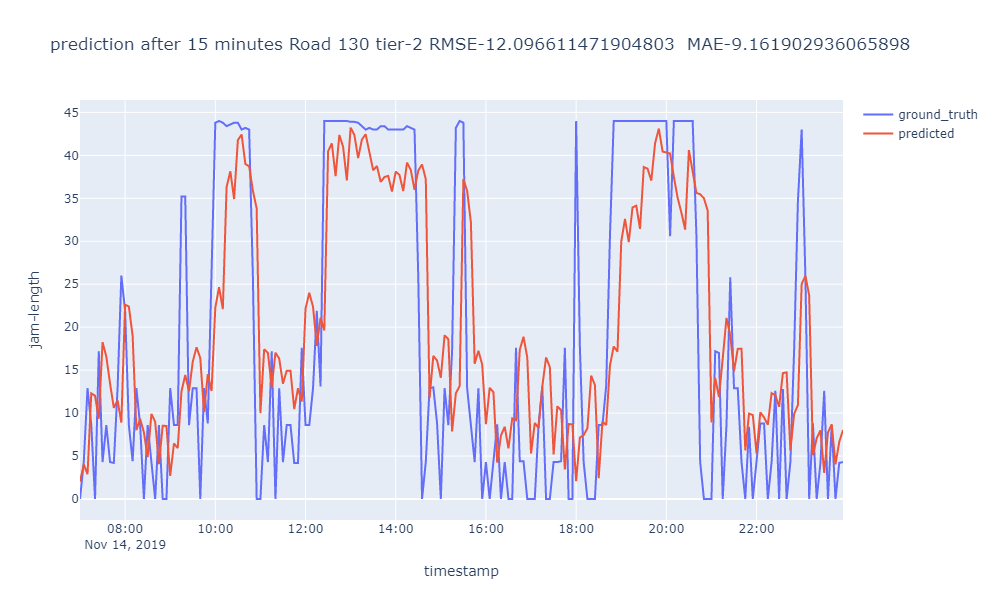 prediction after 15 minutes Road 130 tier-2 RMSE-12.096611471904803 MAE-9.161902936065898
ground_truth
predicted
45
40
35
30
25
20
15
10
5
0
jam-length
08:00 10:00 12:00 14:00 16:00 18:00 20:00 22:00
Nov 14, 2019
timestamp